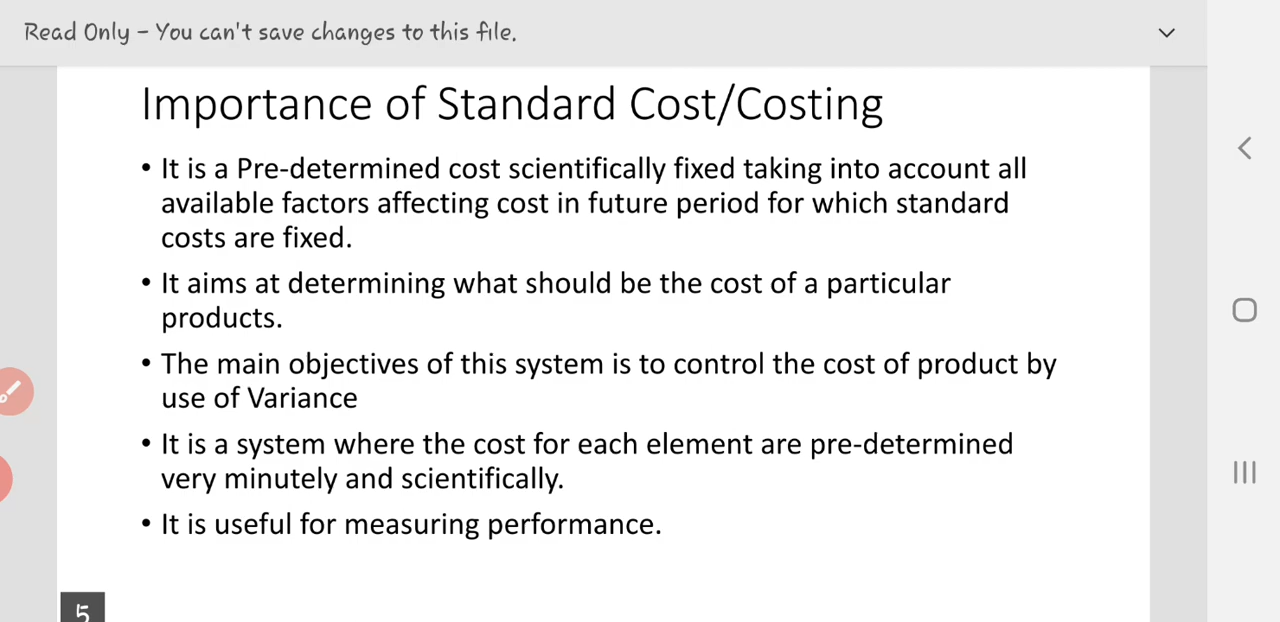 Read Only – You can't save changes to this file.
Importance of Standard Cost/Costing
• It is a Pre-determined cost scientifically fixed taking into account all
available factors affecting cost in future period for which standard
costs are fixed.
• It aims at determining what should be the cost of a particular
products.
• The main objectives of this system is to control the cost of product by
use of Variance
• It is a system where the cost for each element are pre-determined
very minutely and scientifically.
• It is useful for measuring performance.
5